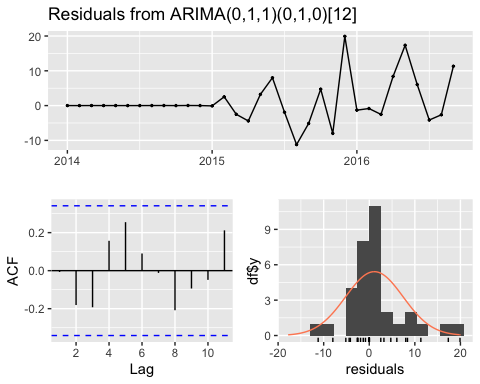 Residuals from ARIMA(0,1,1)(0,1,0)[12]
20
10
0
-10
2014 2015 2016
ACF
0.2
0.0
-0.2
2 4 6 8 10
Lag
df$y
9
6
3
0
-20 -10 0 10 20
residuals